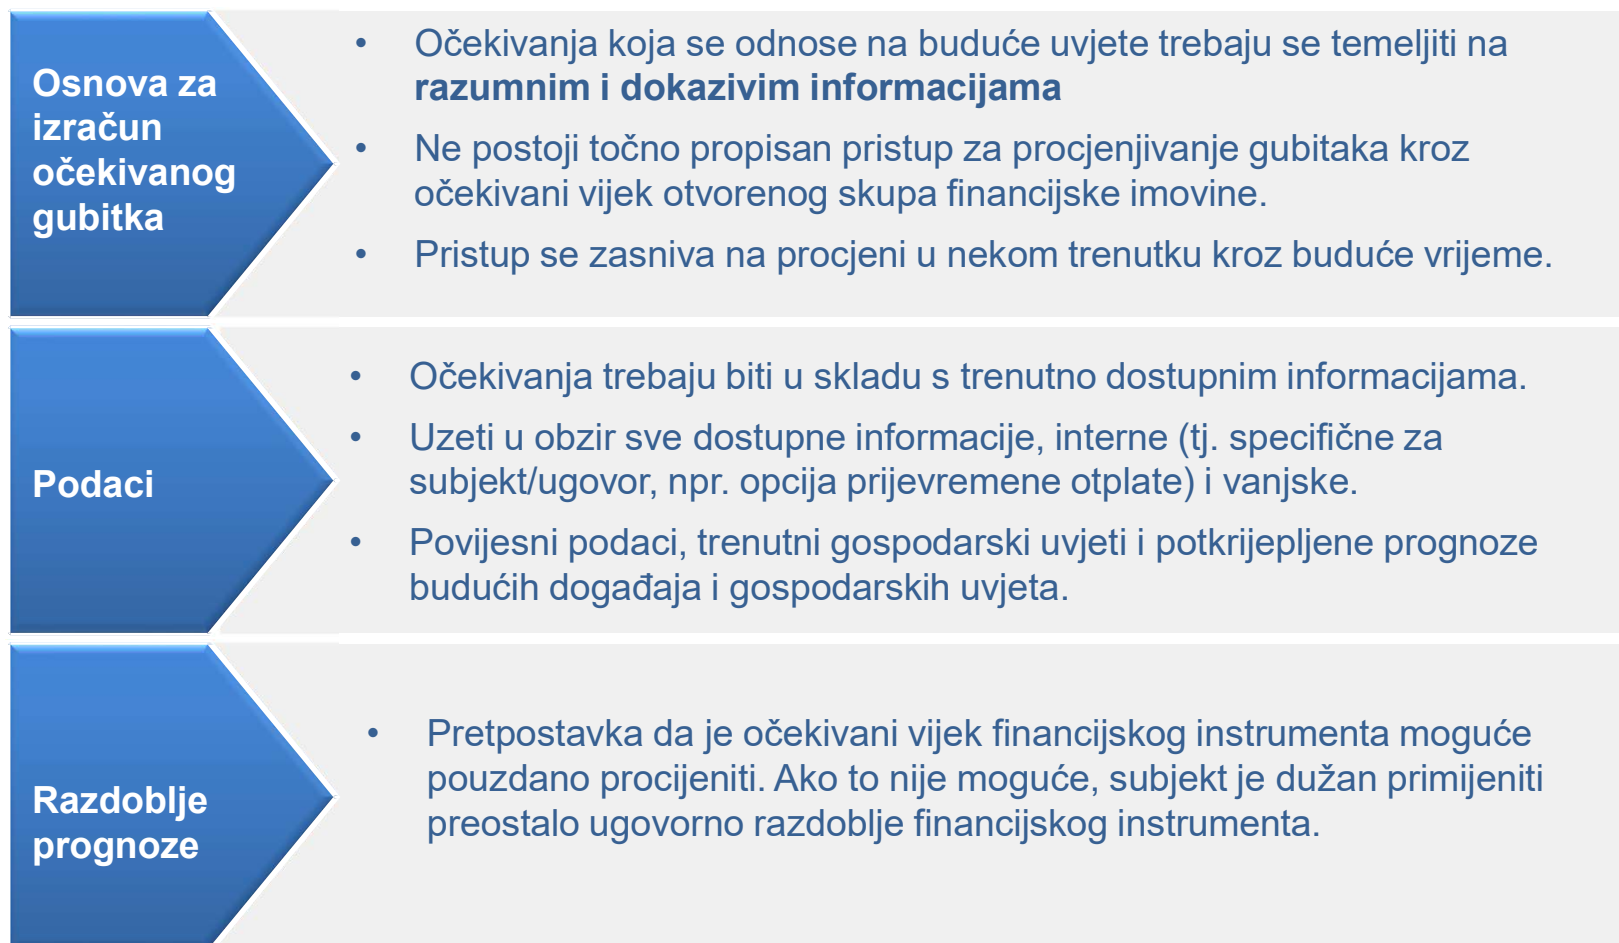 Osnova za
izračun
očekivanog
gubitka
• Očekivanja koja se odnose na buduće uvjete trebaju se temeljiti na
razumnim i dokazivim informacijama
• Ne postoji točno propisan pristup za procjenjivanje gubitaka kroz
očekivani vijek otvorenog skupa financijske imovine.
• Pristup se zasniva na procjeni u nekom trenutku kroz buduće vrijeme.
Podaci
• Očekivanja trebaju biti u skladu s trenutno dostupnim informacijama.
• Uzeti u obzir sve dostupne informacije, interne (tj. specifične za
subjekt/ugovor, npr. opcija prijevremene otplate) i vanjske.
• Povijesni podaci, trenutni gospodarski uvjeti i potkrijepljene prognoze
budućih događaja i gospodarskih uvjeta.
Razdoblje
prognoze
• Pretpostavka da je očekivani vijek financijskog instrumenta moguće
pouzdano procijeniti. Ako to nije moguće, subjekt je dužan primijeniti
preostalo ugovorno razdoblje financijskog instrumenta.